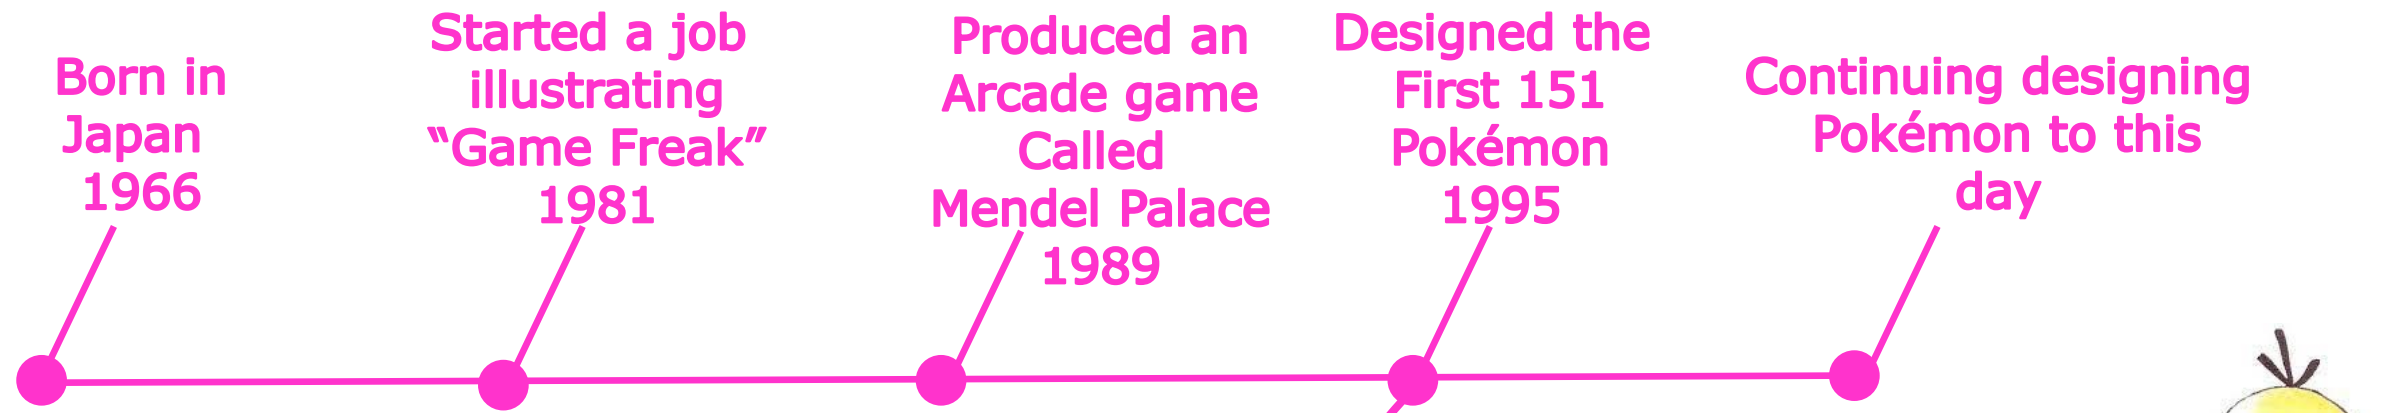 Born in
Japan
1966
Started a job
illustrating
“Game Freak”
1981
Produced an
Arcade game
Called
Mendel Palace
1989
Designed the
First 151
Pokémon
1995
Continuing designing
Pokémon to this
day